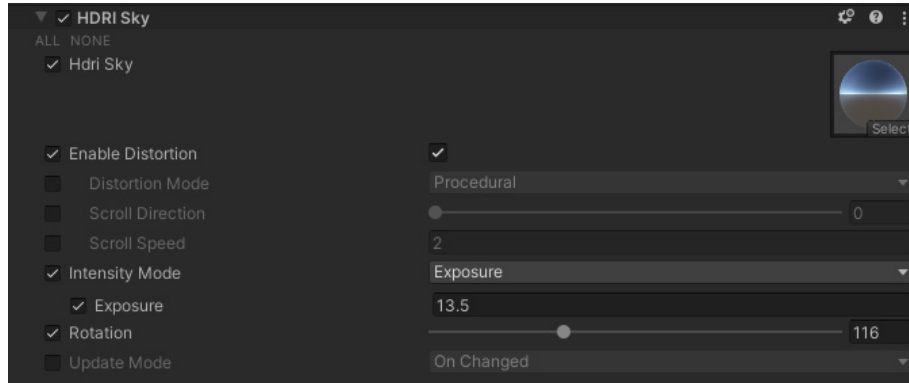 HDRI Sky
ALL NONE
Hdri Sky
Select
Enable Distortion
Distortion Mode Procedural
Scroll Direction 0
Scroll Speed 2
Intensity Mode Exposure
Exposure 13.5
Rotation 116
Update Mode On Changed